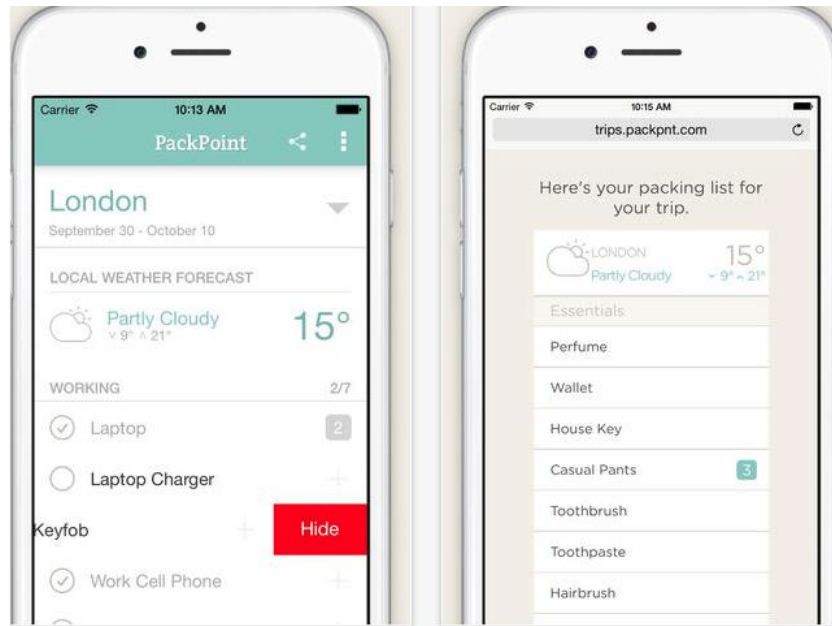 Carrier 10:13 AM
PackPoint
London
September 30 - October 10
LOCAL WEATHER FORECAST
Partly Cloudy 15°
9° 21°
WORKING 2/7
Laptop 2
Laptop Charger
Keyfob Hide
Work Cell Phone
Carrier 10:15 AM
trips.packpnt.com
Here's your packing list for
your trip.
LONDON 15°
Partly Cloudy 9° 21°
Essentials
Perfume
Wallet
House Key
Casual Pants 3
Toothbrush
Toothpaste
Hairbrush